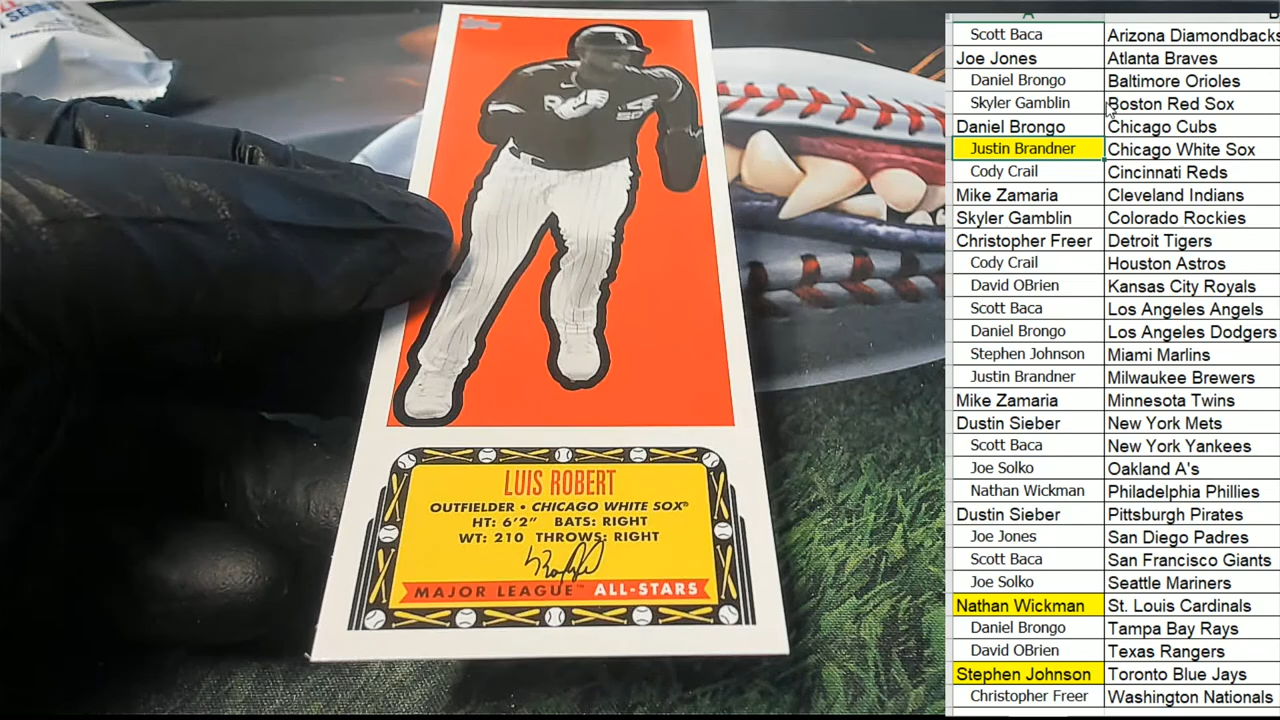 LUIS ROBERT
OUTFIELDER • CHICAGO WHITE SOX®
HT: 6'2" BATS: RIGHT
WT: 210 THROWS: RIGHT
MAJOR LEAGUE™ ALL-STARS
Scott Baca Arizona Diamondbacks
Joe Jones Atlanta Braves
Daniel Brongo Baltimore Orioles
Skyler Gamblin Boston Red Sox
Daniel Brongo Chicago Cubs
Justin Brandner Chicago White Sox
Cody Crail Cincinnati Reds
Mike Zamaria Cleveland Indians
Skyler Gamblin Colorado Rockies
Christopher Freer Detroit Tigers
Cody Crail Houston Astros
David OBrien Kansas City Royals
Scott Baca Los Angeles Angels
Daniel Brongo Los Angeles Dodgers
Stephen Johnson Miami Marlins
Justin Brandner Milwaukee Brewers
Mike Zamaria Minnesota Twins
Dustin Sieber New York Mets
Scott Baca New York Yankees
Joe Solko Oakland A's
Nathan Wickman Philadelphia Phillies
Dustin Sieber Pittsburgh Pirates
Joe Jones San Diego Padres
Scott Baca San Francisco Giants
Joe Solko Seattle Mariners
Nathan Wickman St. Louis Cardinals
Daniel Brongo Tampa Bay Rays
David OBrien Texas Rangers
Stephen Johnson Toronto Blue Jays
Christopher Freer Washington Nationals